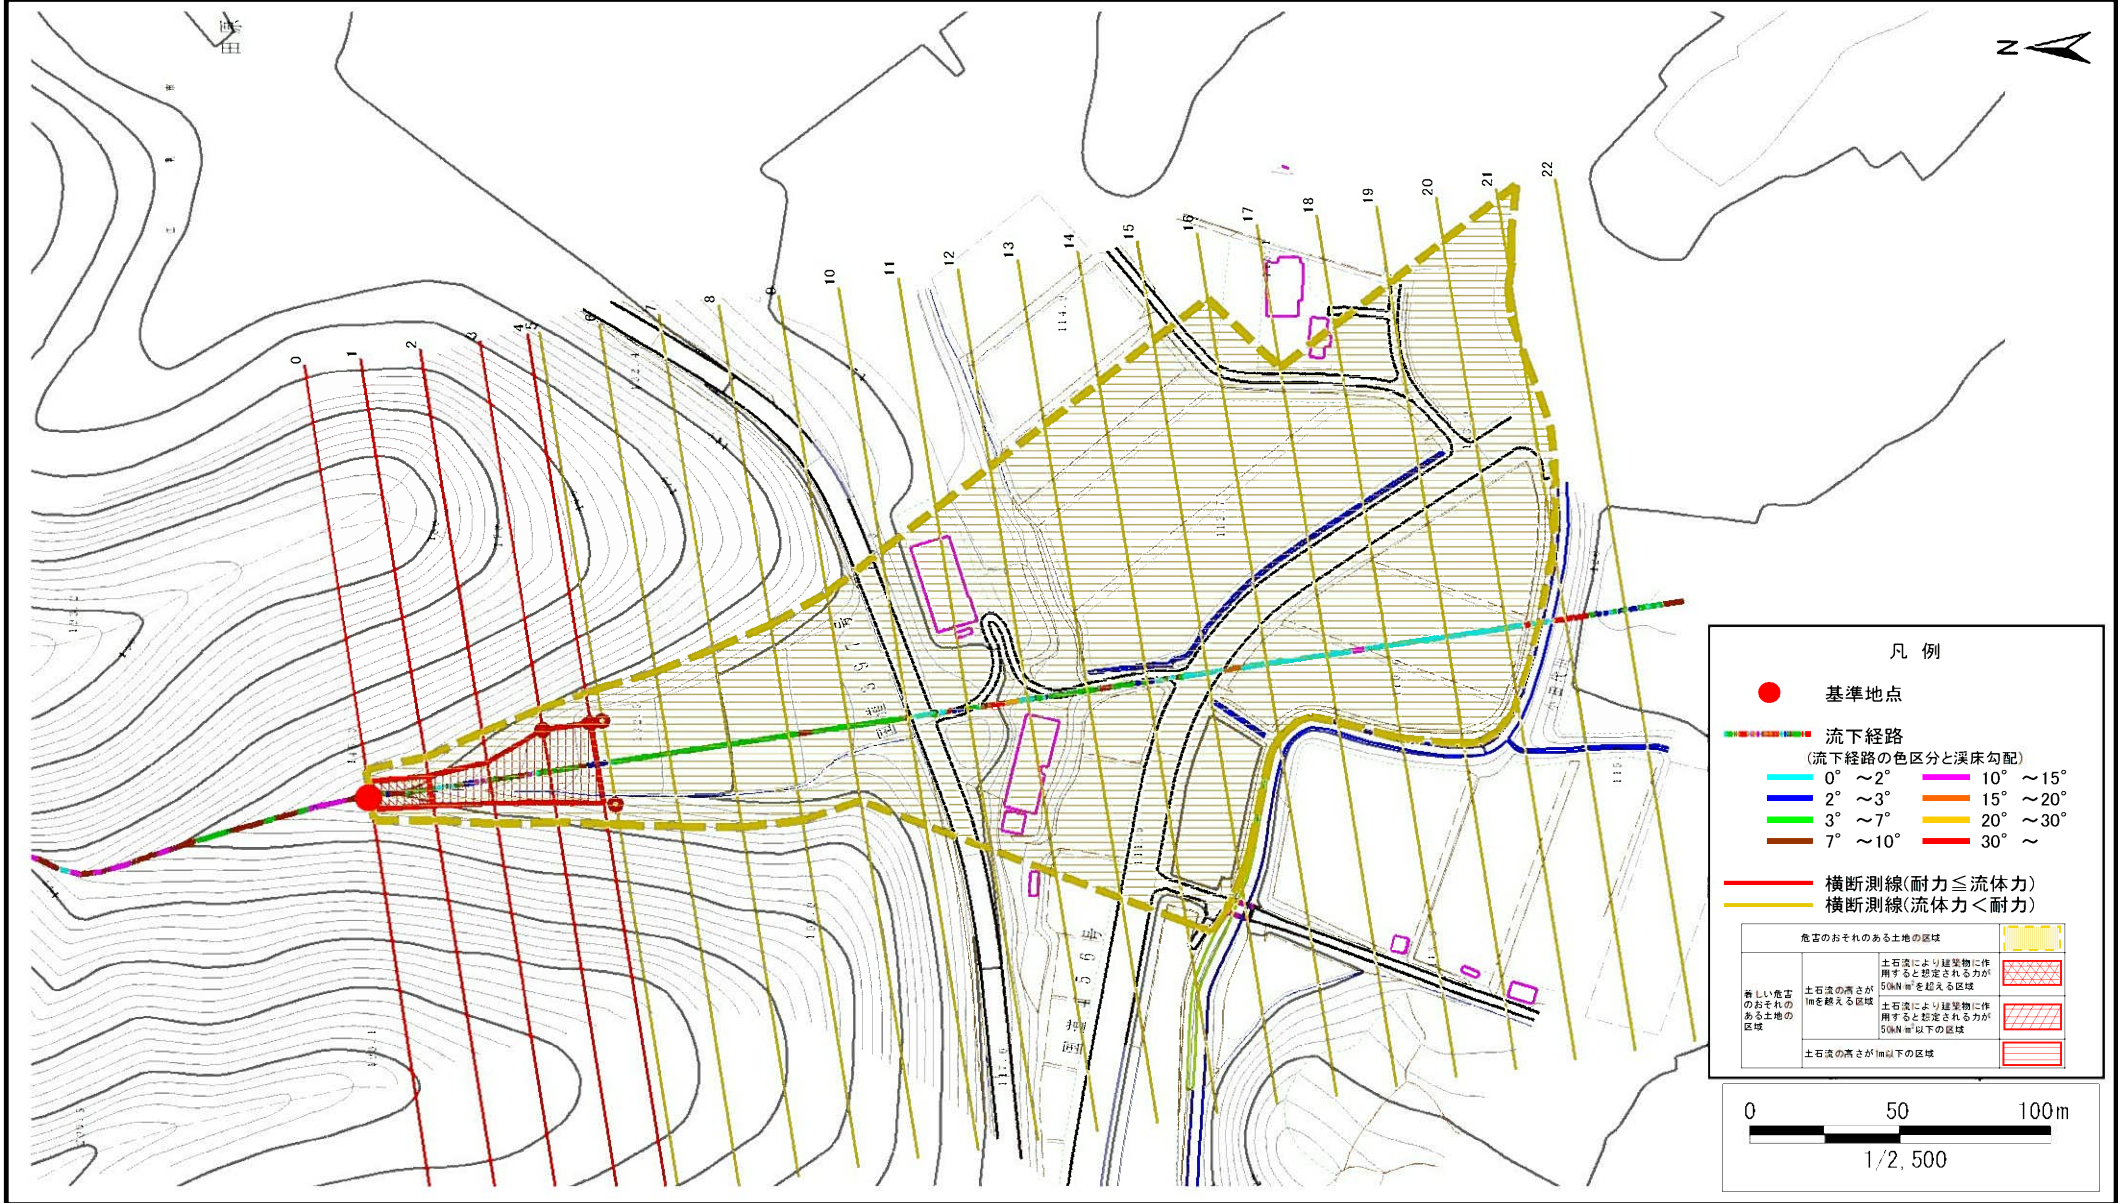 N
0
1
2
3
4
5
6
7
8
9
10
11
12
13
14
15
16
17
18
19
20
21
22
凡 例
基準地点
流下経路
(流下経路の色区分と渓床勾配)
0° ～2°
10° ～15°
2° ～3°
15° ～20°
3° ～7°
20° ～30°
7° ～10°
30° ～
横断測線(耐力≦流体力)
横断測線(流体力＜耐力)
危害のおそれのある土地の区域
著しい危害
のおそれの
ある土地の
区域
土石流の高さが
1mを越える区域
土石流により建築物に作
用すると想定される力が
50kN/㎡を超える区域
土石流により建築物に作
用すると想定される力が
50kN/㎡以下の区域
土石流の高さが1m以下の区域
0 50 100m
1/2,500